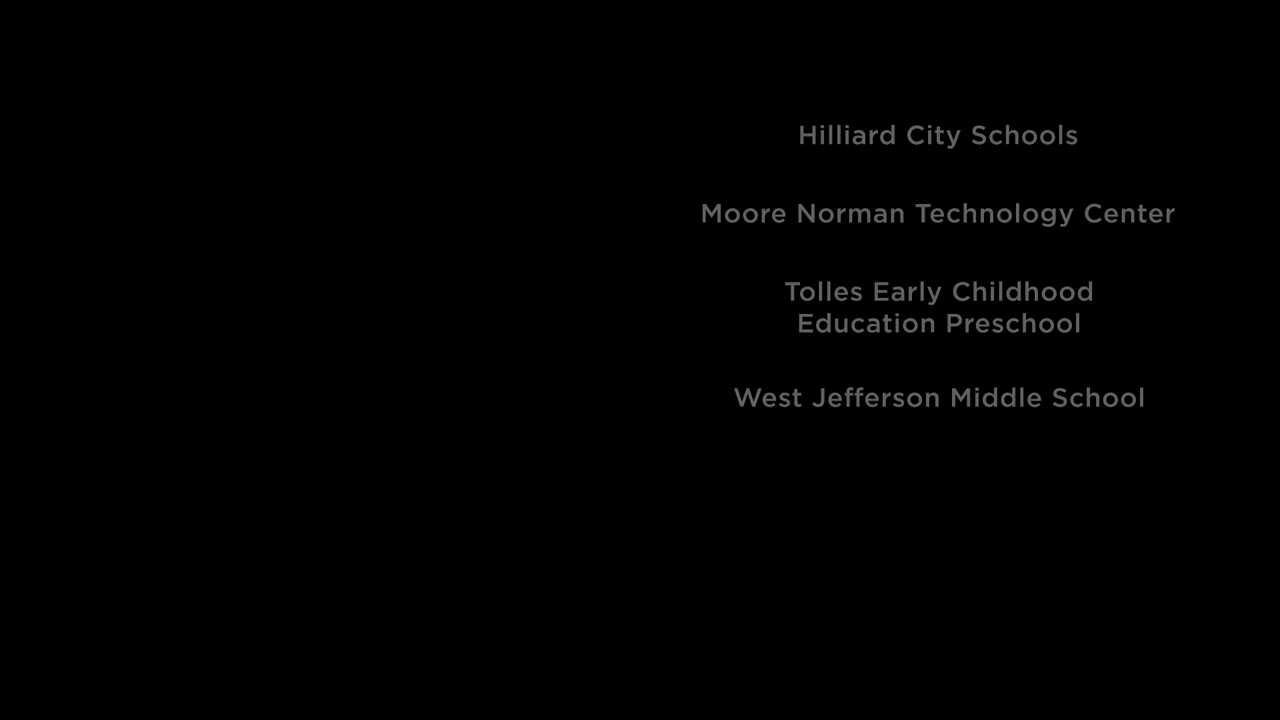 Hilliard City Schools
Moore Norman Technology Center
Tolles Early Childhood
Education Preschool
West Jefferson Middle School